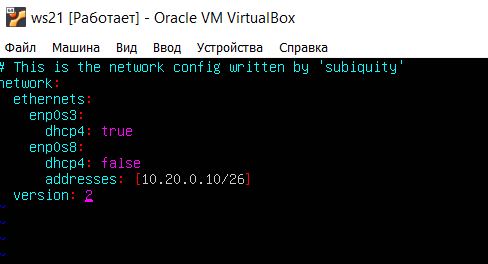 ws21 [Работает] - Oracle VM VirtualBox
Файл Машина Вид Ввод Устройства Справка
# This is the network config written by 'subiquity'
network:
  ethernets:
    enp0s3:
      dhcp4: true
    enp0s8:
      dhcp4: false
      addresses: [10.20.0.10/26]
  version: 2
~
~
~
~